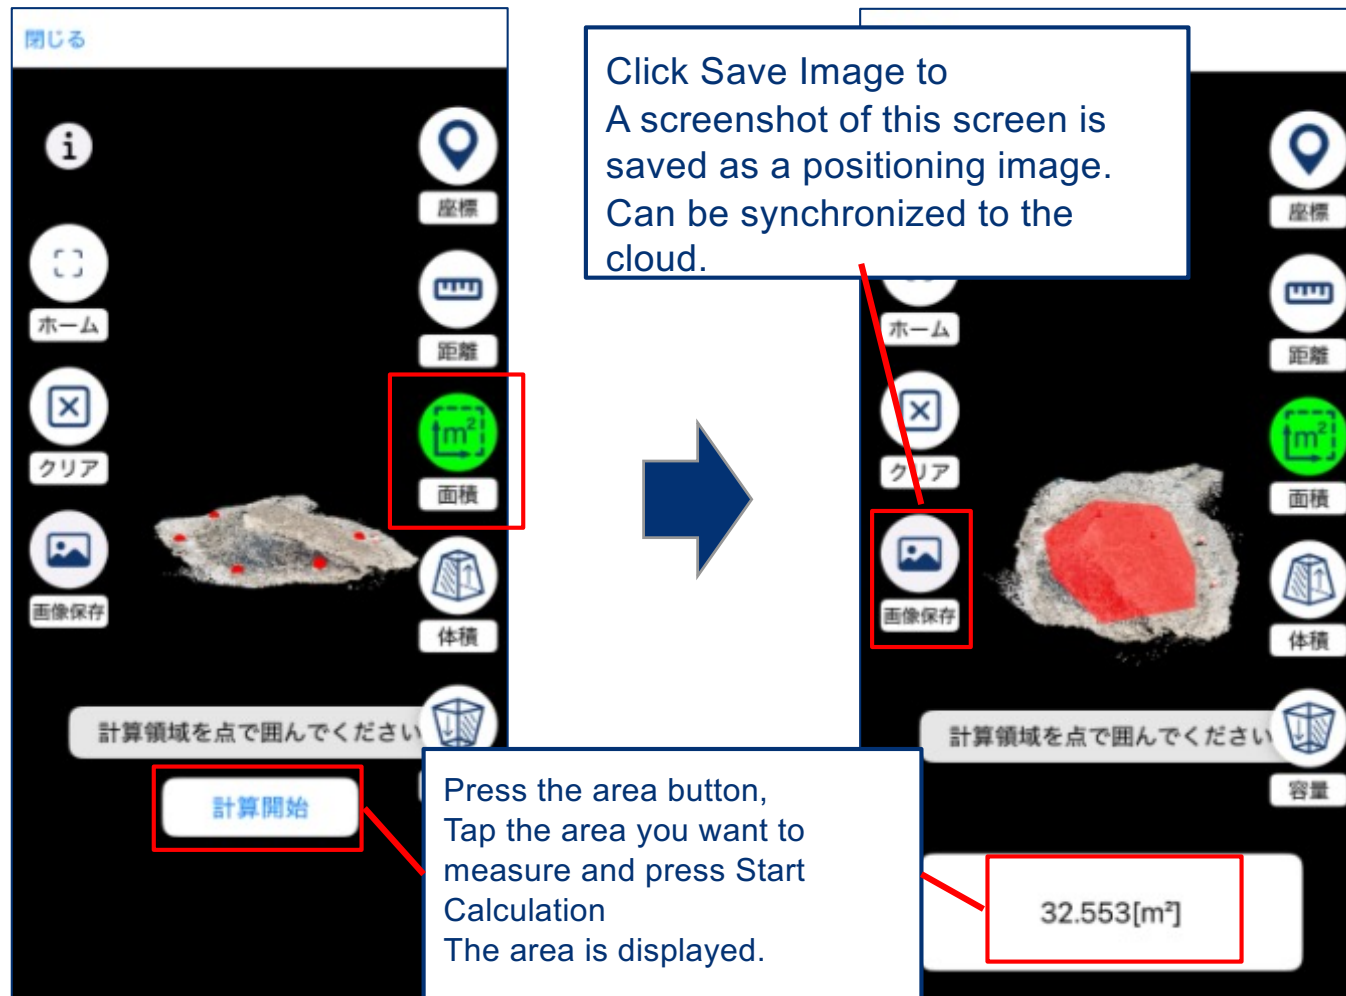 閉じる
i
座標
ホーム
距離
クリア
m²
面積
画像保存
体積
計算領域を点で囲んでください
計算開始
Click Save Image to
A screenshot of this screen is
saved as a positioning image.
Can be synchronized to the
cloud.
座標
ホーム
距離
クリア
m²
面積
画像保存
体積
計算領域を点で囲んでください
容量
Press the area button,
Tap the area you want to
measure and press Start
Calculation
The area is displayed.
32.553[m²]